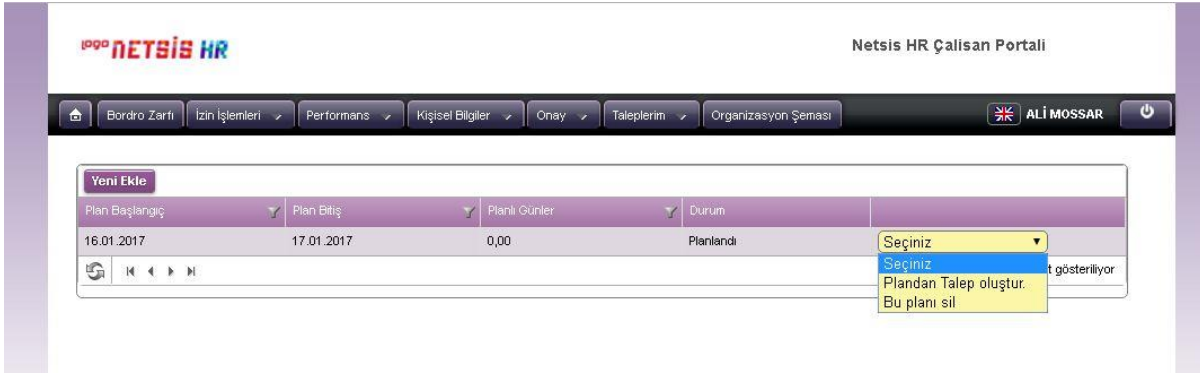 logo NETSİS HR
Netsis HR Çalisan Portali
Bordro Zarfı İzin İşlemleri Performans Kişisel Bilgiler Onay Taleplerim Organizasyon Şeması ALİ MOSSAR
Yeni Ekle
Plan Başlangıç Plan Bitiş Planlı Günler Durum
16.01.2017 17.01.2017 0,00 Planlandı Seçiniz
Seçiniz
t gösteriliyor
Plandan Talep oluştur.
Bu planı sil